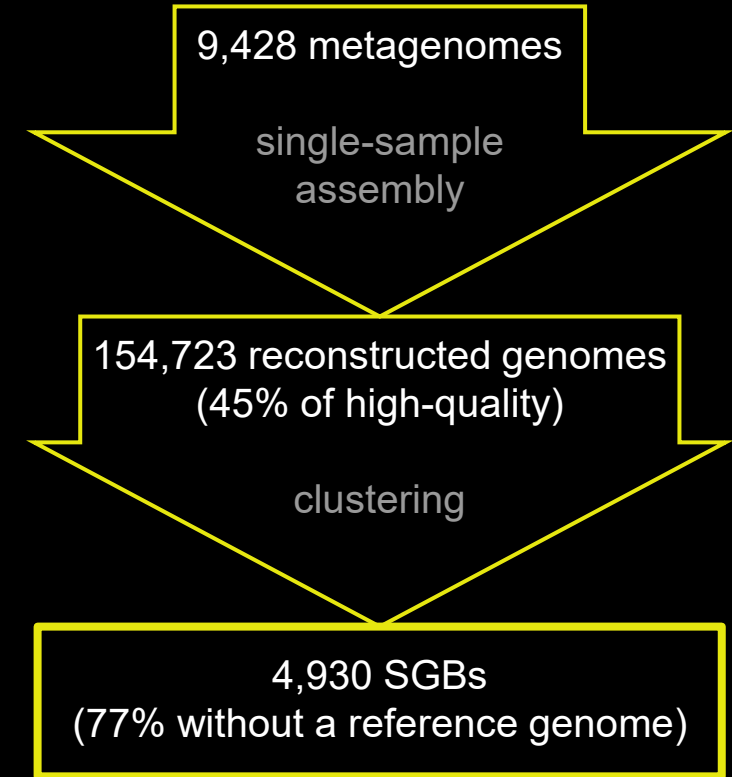 9,428 metagenomes
single-sample
assembly
154,723 reconstructed genomes
(45% of high-quality)
clustering
4,930 SGBs
(77% without a reference genome)